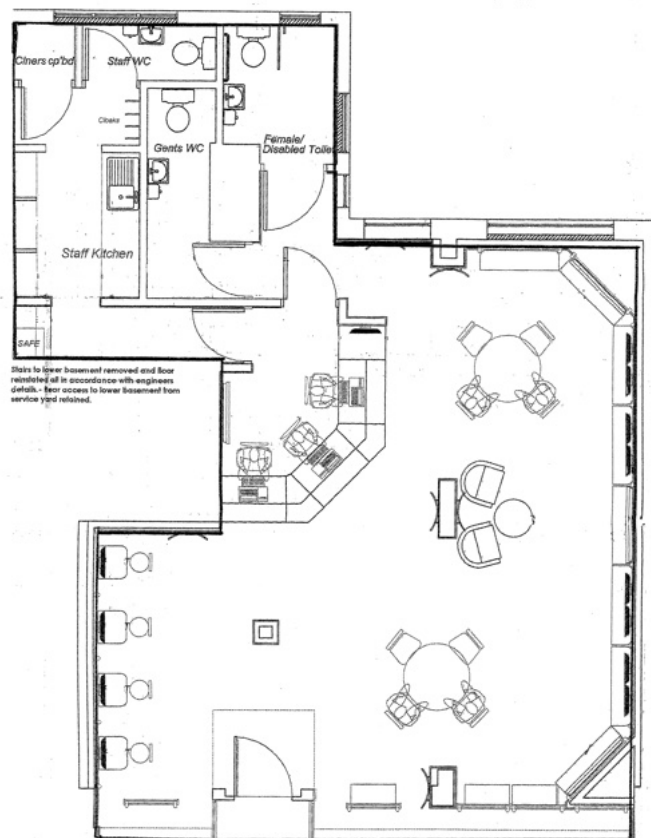 Clners cp'bd
Staff WC
Cloaks
Gents WC
Female/
Disabled Toilet
Staff Kitchen
SAFE
Stairs to lower basement removed and floor
reinstated all in accordance with engineers
details. - Rear access to lower basement from
service yard retained.